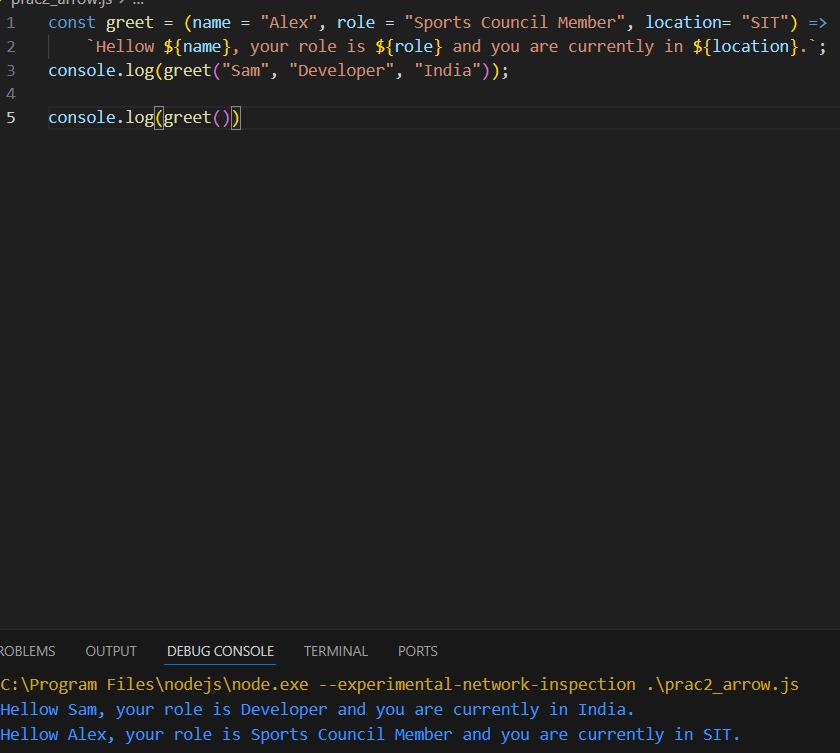 prac2_arrow.js > ...
1 const greet = (name = "Alex", role = "Sports Council Member", location= "SIT") =>
2 `Hellow ${name}, your role is ${role} and you are currently in ${location}.`;
3 console.log(greet("Sam", "Developer", "India"));
4
5 console.log(greet())
ROBLEMS OUTPUT DEBUG CONSOLE TERMINAL PORTS
C:\Program Files\nodejs\node.exe --experimental-network-inspection .\prac2_arrow.js
Hellow Sam, your role is Developer and you are currently in India.
Hellow Alex, your role is Sports Council Member and you are currently in SIT.